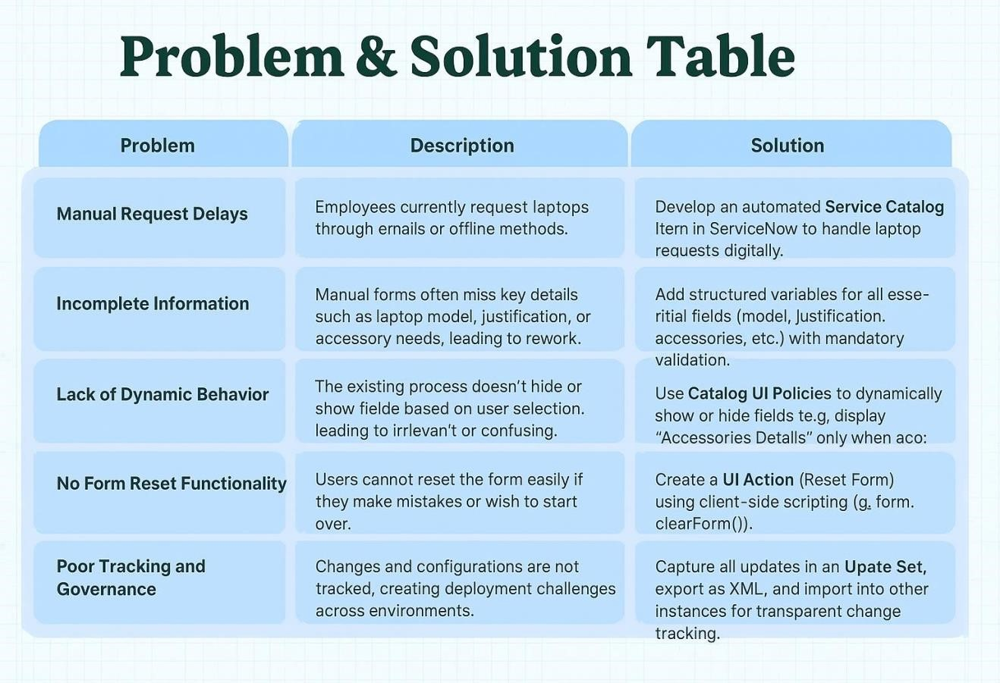 Problem & Solution Table
Problem
Description
Solution
Manual Request Delays
Employees currently request laptops
through emails or offline methods.
Develop an automated Service Catalog
Itern in ServiceNow to handle laptop
requests digitally.
Incomplete Information
Manual forms often miss key details
such as laptop model, justification, or
accessory needs, leading to rework.
Add structured variables for all esse-
ritial fields (model, Justification.
accessories, etc.) with mandatory
validation.
Lack of Dynamic Behavior
The existing process doesn’t hide or
show fielde based on user selection.
leading to irrlevan’t or confusing.
Use Catalog UI Policies to dynamically
show or hide fields te.g, display
“Accessories Detalls” only when aco:
No Form Reset Functionality
Users cannot reset the form easily if
they make mistakes or wish to start
over.
Create a UI Action (Reset Form)
using client-side scripting (g. form.
clearForm()).
Poor Tracking and
Governance
Changes and configurations are not
tracked, creating deployment challenges
across environments.
Capture all updates in an Upate Set,
export as XML, and import into other
instances for transparent change
tracking.